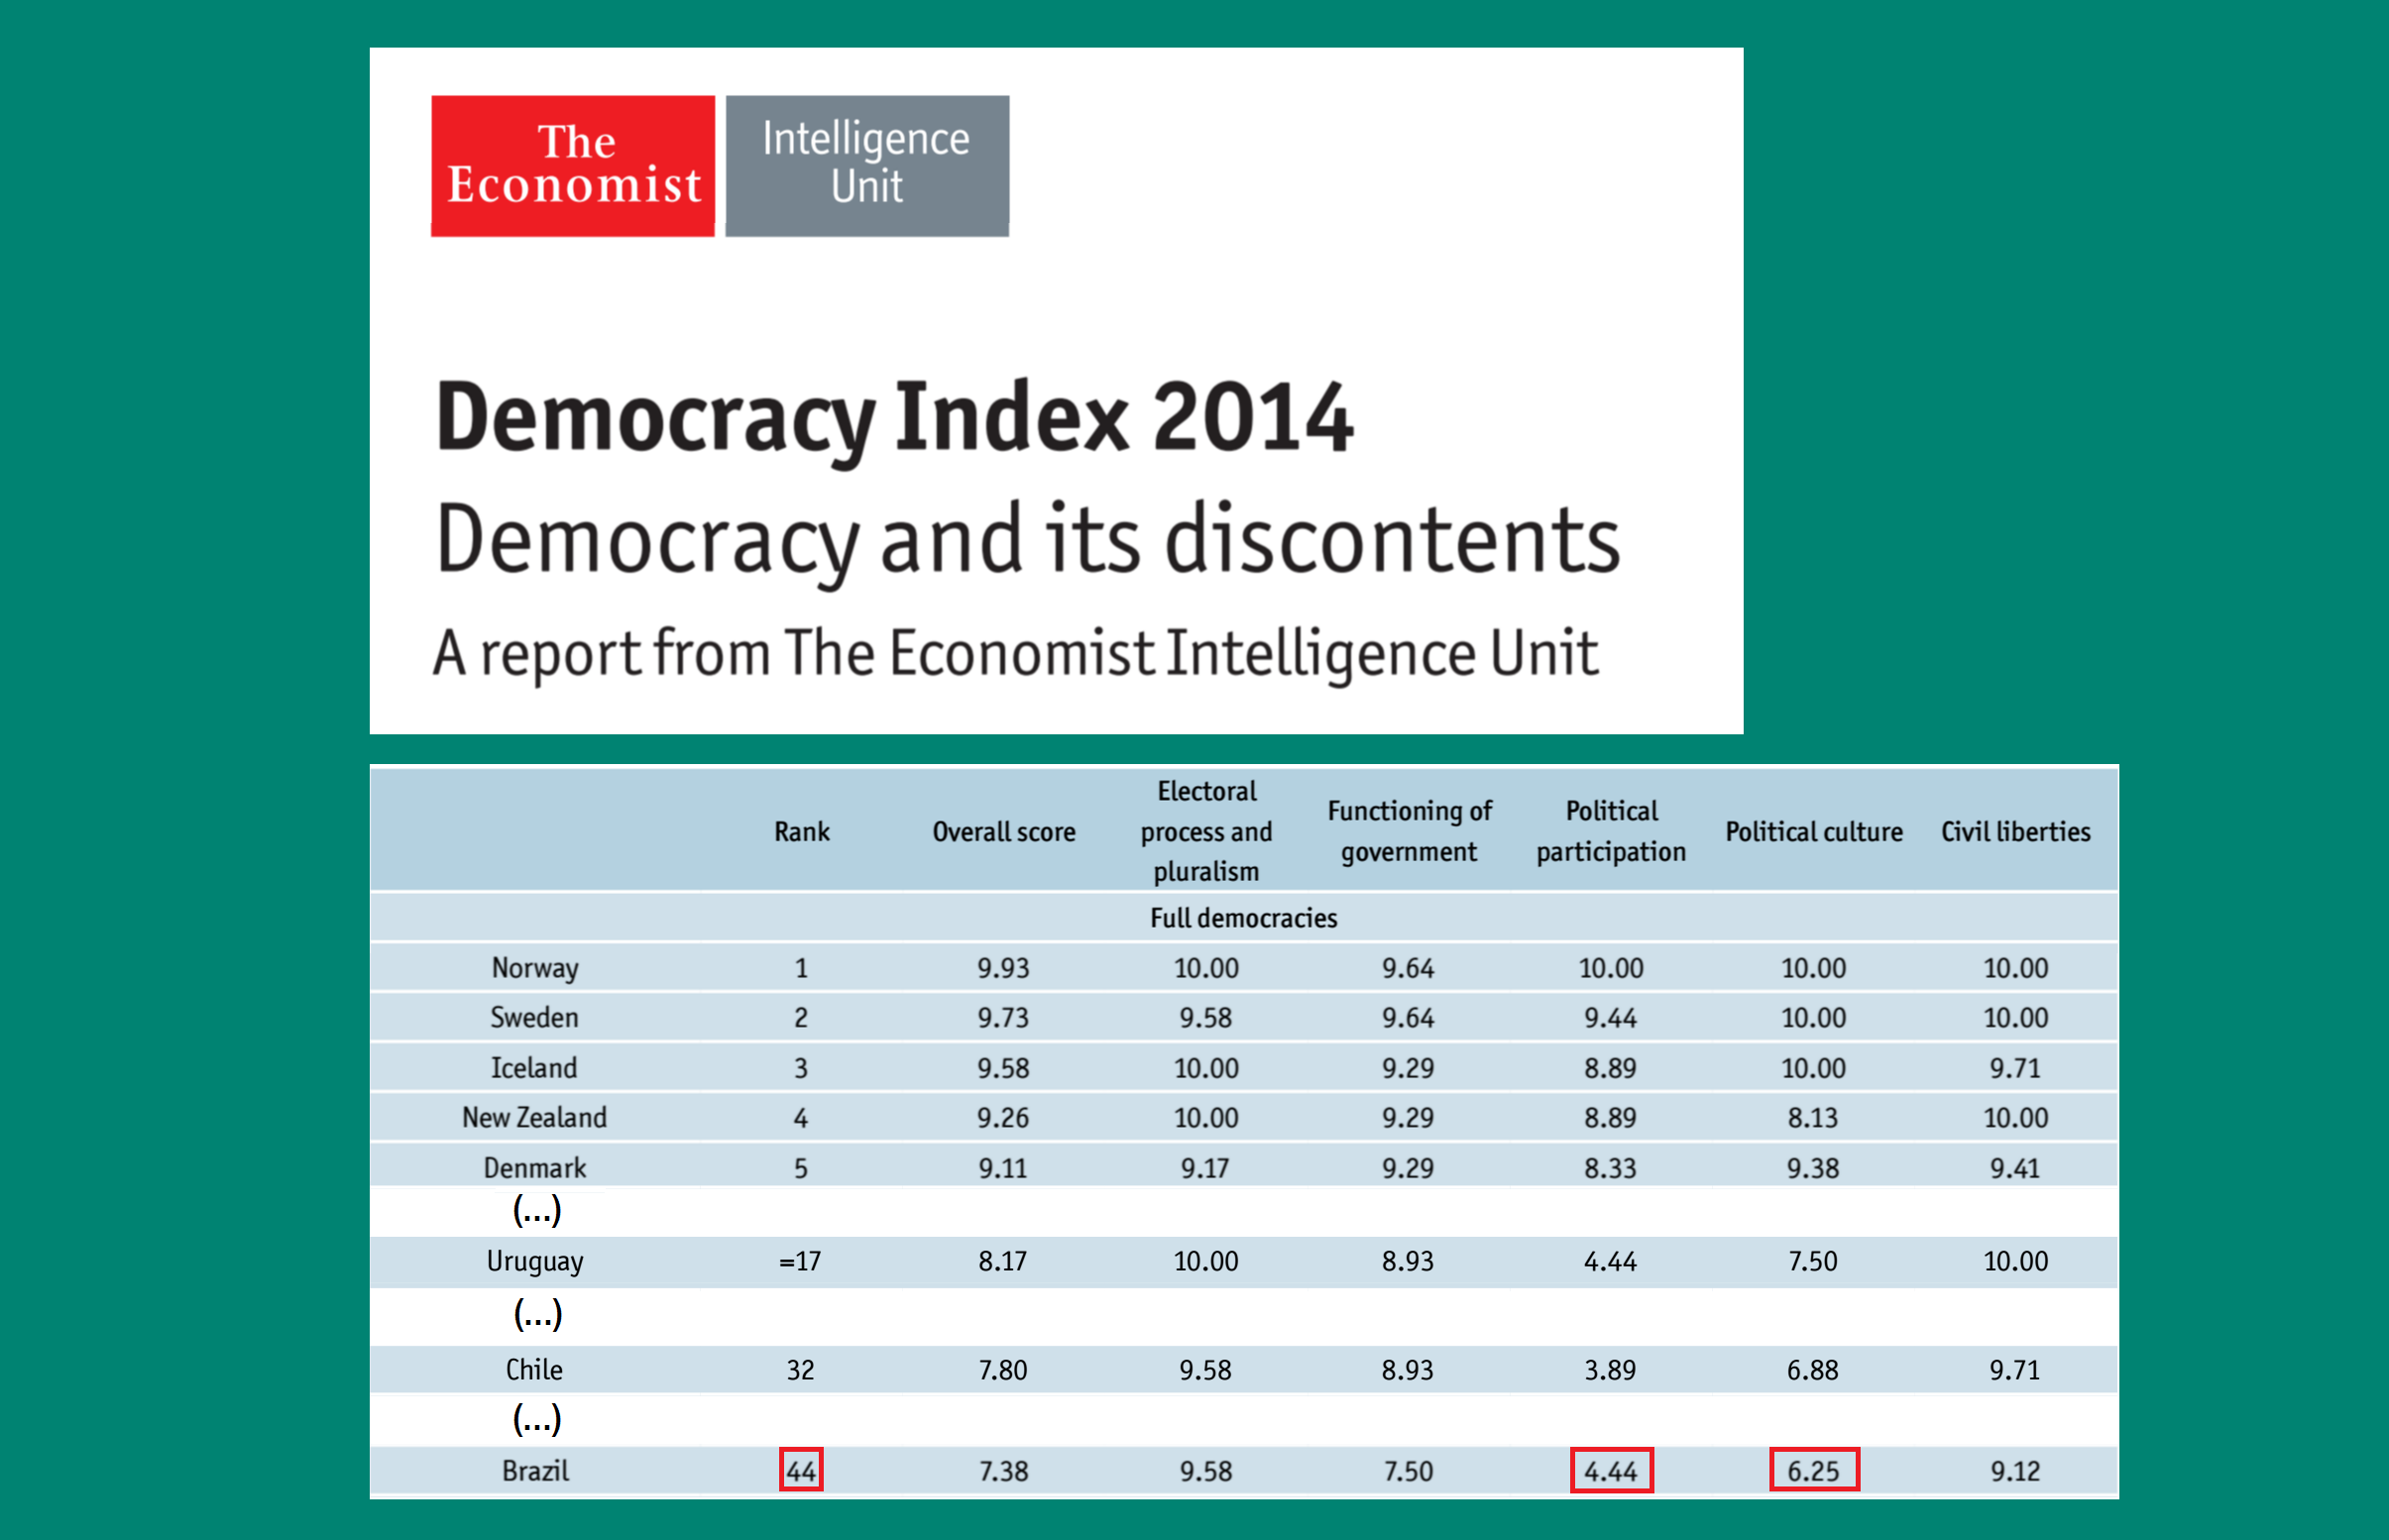 The
Economist
Intelligence
Unit
Democracy Index 2014
Democracy and its discontents
A report from The Economist Intelligence Unit
Rank Overall score Electoral process and pluralism Functioning of government Political participation Political culture Civil liberties
Full democracies
Norway 1 9.93 10.00 9.64 10.00 10.00 10.00
Sweden 2 9.73 9.58 9.64 9.44 10.00 10.00
Iceland 3 9.58 10.00 9.29 8.89 10.00 9.71
New Zealand 4 9.26 10.00 9.29 8.89 8.13 10.00
Denmark 5 9.11 9.17 9.29 8.33 9.38 9.41
(...)
Uruguay =17 8.17 10.00 8.93 4.44 7.50 10.00
(...)
Chile 32 7.80 9.58 8.93 3.89 6.88 9.71
(...)
Brazil 44 7.38 9.58 7.50 4.44 6.25 9.12